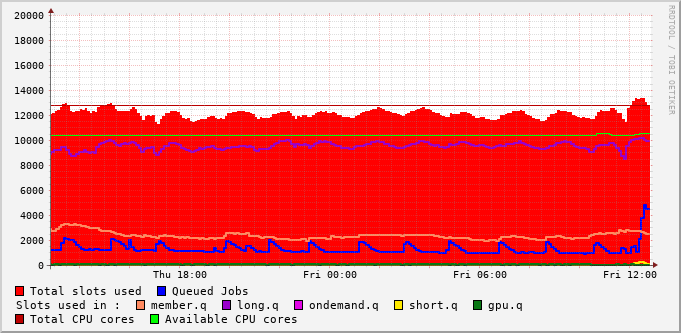 20000
18000
16000
14000
12000
10000
8000
6000
4000
2000
0
Thu 18:00 Fri 00:00 Fri 06:00 Fri 12:00
RRDTOOL / TOBI OETIKER
Total slots used Queued Jobs
Slots used in : member.q long.q ondemand.q short.q gpu.q
Total CPU cores Available CPU cores